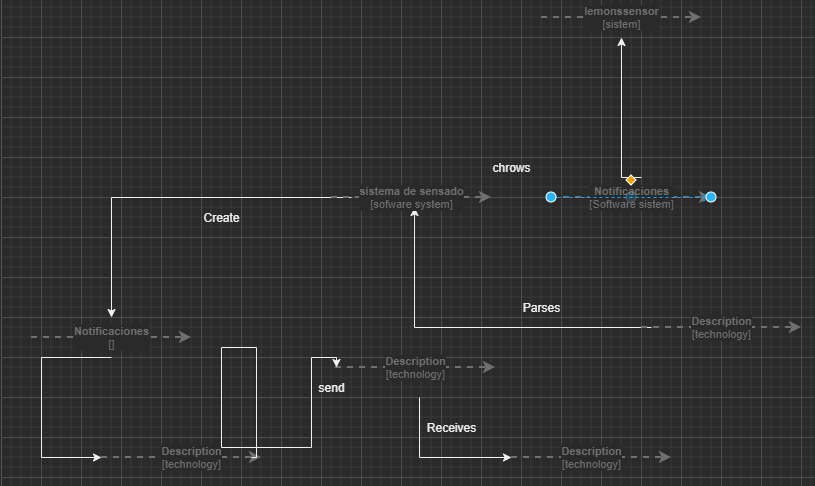 lemonssensor
[sistem]
chrows
sistema de sensado
[sofware system]
Notificaciones
[Software sistem]
Create
Parses
Description
[technology]
Notificaciones
[]
Description
[technology]
send
Receives
Description
[technology]
Description
[technology]